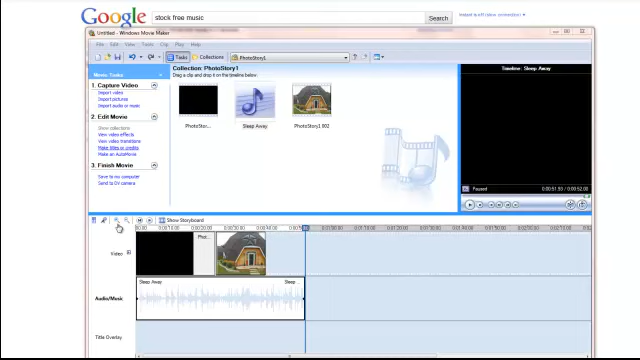 Google
stock free music
Search
Untitled - Windows Movie Maker
File Edit View Tools Clip Play Help
Tasks Collections PhotoStory1
Movie Tasks
1. Capture Video
Import video
Import pictures
Import audio or music
2. Edit Movie
Show collections
View video effects
View video transitions
Make titles or credits
Make an AutoMovie
3. Finish Movie
Save to my computer
Send to DV camera
Collection: PhotoStory1
Drag a clip and drop it on the timeline below.
PhotoStor...
Sleep Away
PhotoStory1 002
Timeline: Sleep Away
Paused
Show Storyboard
Video
Phot...
Audio/Music
Sleep Away
Sleep ...
Title Overlay